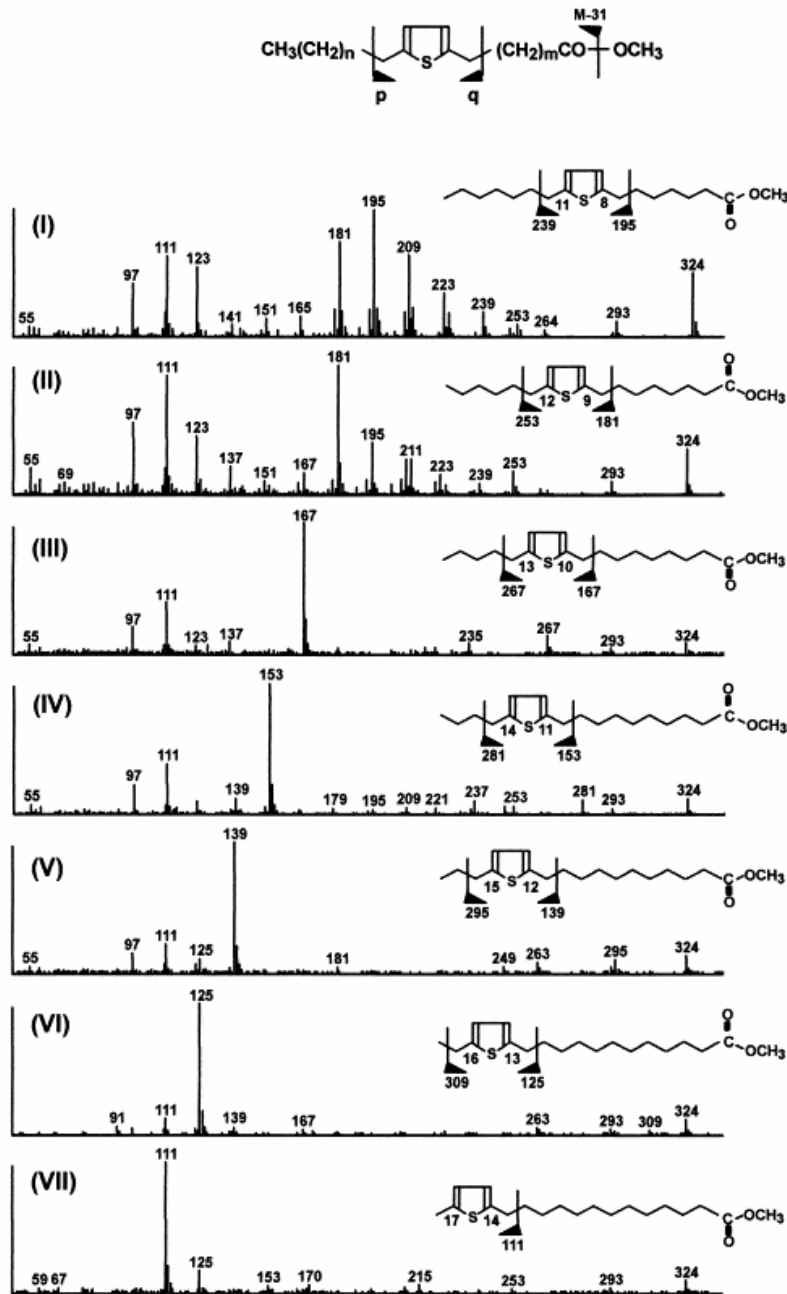 M-31
CH3(CH2)n S (CH2)mCO OCH3
p q
(I)
55 97 111 123 141 151 165 181 195 209 223 239 253 264 293 324
11 S 8 C OCH3
O
239 195
(II)
55 69 97 111 123 137 151 167 181 195 211 223 239 253 293 324
O
12 S 9 C OCH3
253 181
(III)
55 97 111 123 137 167 235 267 293 324
13 S 10 C OCH3
O
267 167
(IV)
55 97 111 139 153 179 195 209 221 237 253 281 293 324
O
14 S 11 C OCH3
281 153
(V)
55 97 111 125 139 181 249 263 295 324
15 S 12 C OCH3
O
295 139
(VI)
91 111 125 139 167 263 293 309 324
O
16 S 13 C OCH3
309 125
(VII)
59 67 111 125 153 170 215 253 293 324
17 S 14 C OCH3
O
111